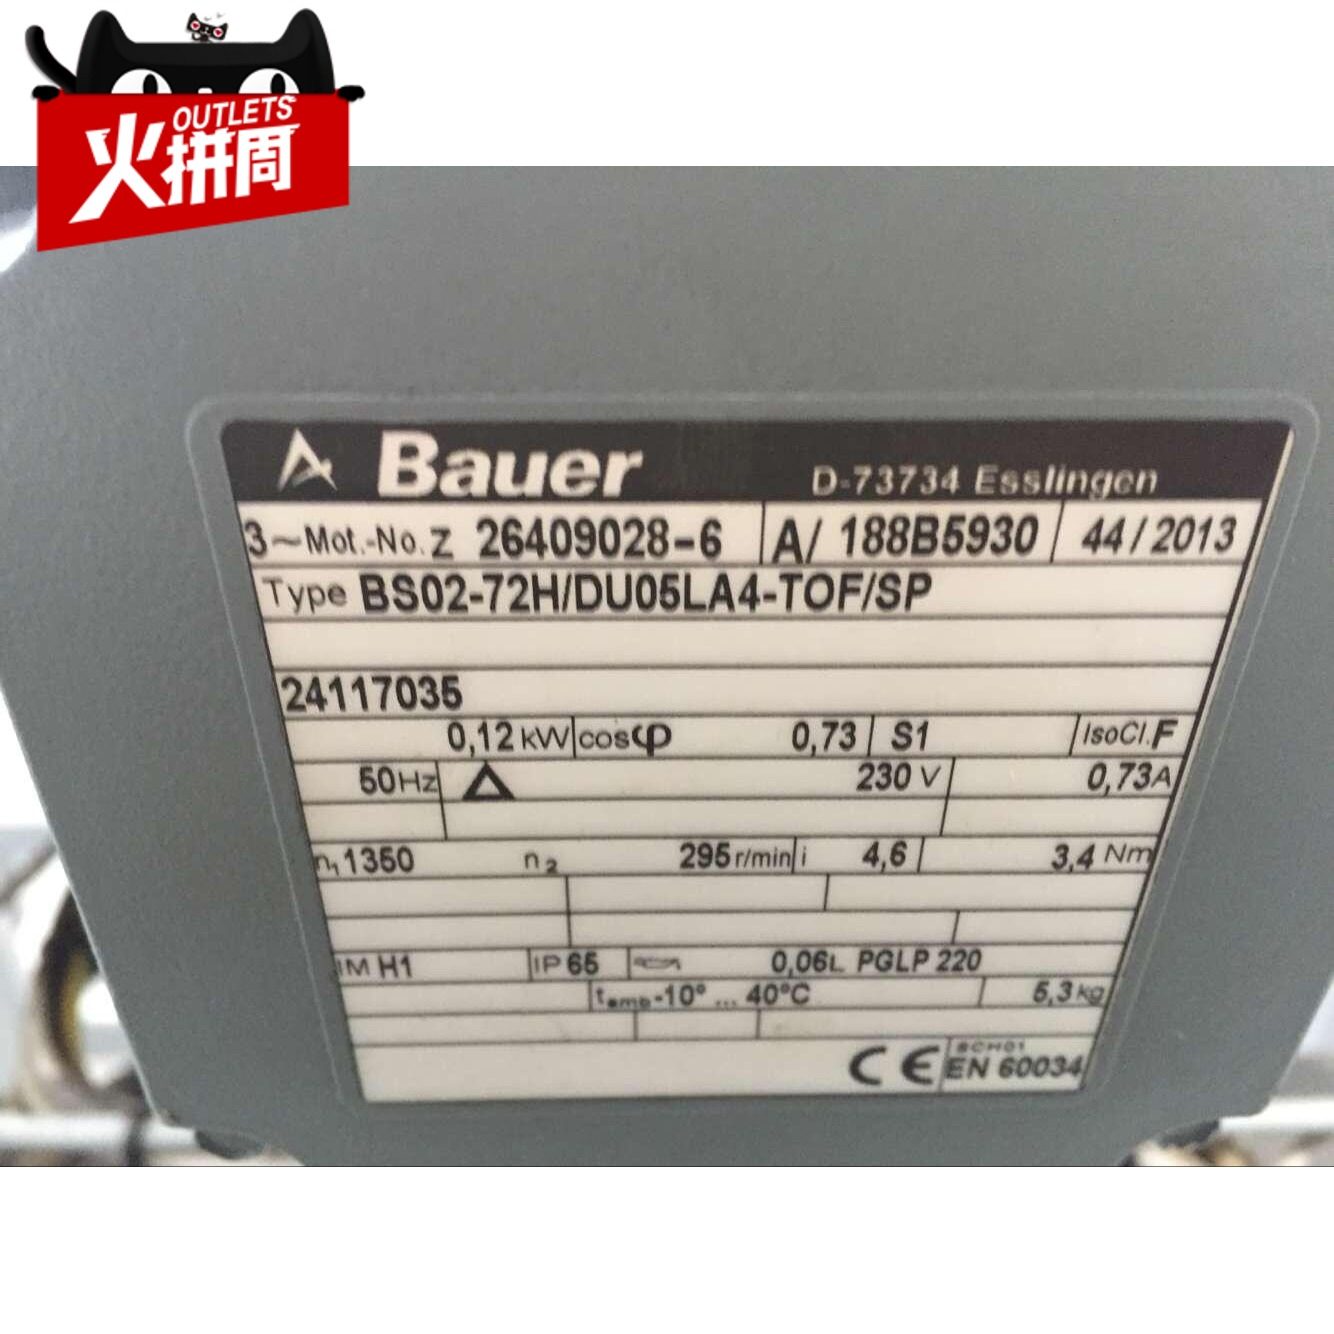 OUTLETS
火拼周
Bauer D-73734 Esslingen
3~Mot.-No. Z 26409028-6 A/ 188B5930 44/2013
Type BS02-72H/DU05LA4-TOF/SP
24117035
0,12 kW cosφ 0,73 S1 IsoCl.F
50Hz Δ 230 V 0,73A
n₁ 1350 n₂ 295 r/min i 4,6 3,4 Nm
IM H1 IP 65 0,06L PGLP 220
tamb -10° ... 40°C 5,3 kg
SCH01
CE EN 60034